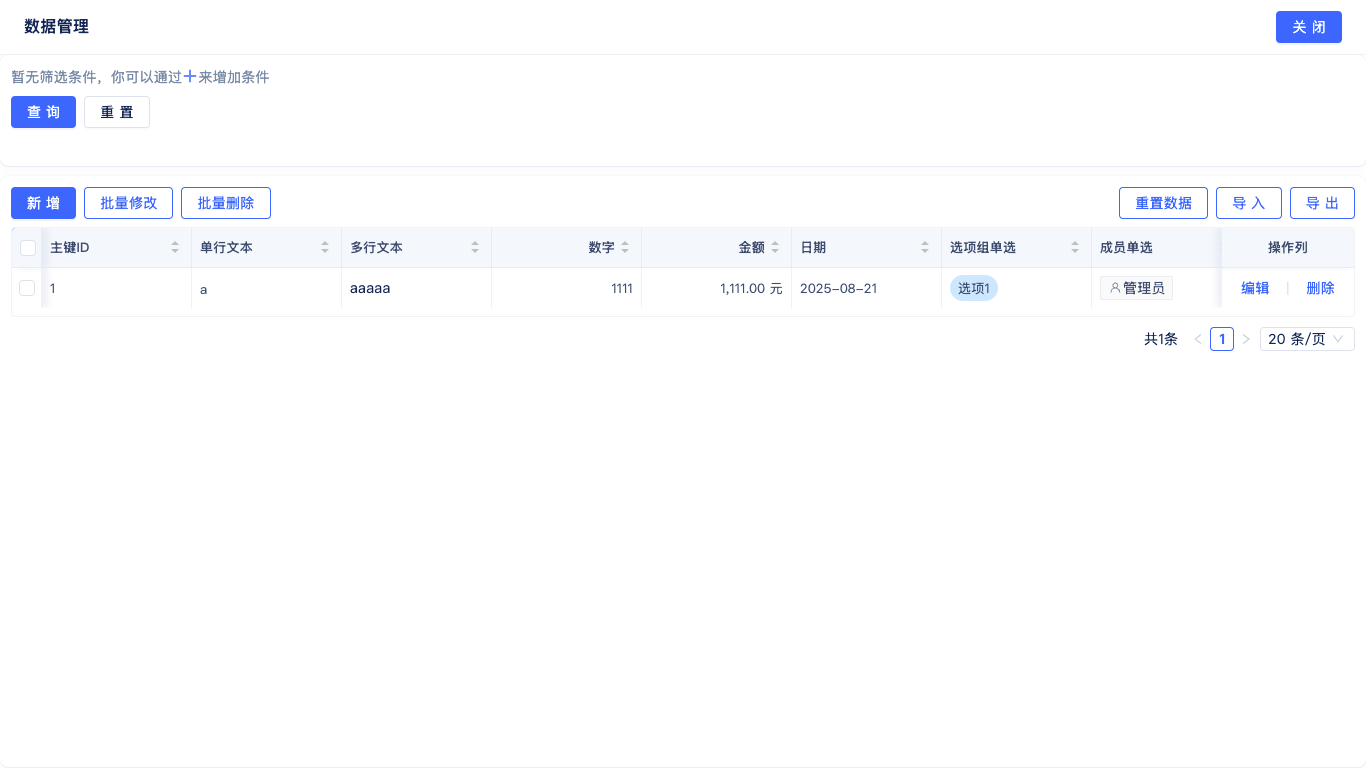 数据管理
关 闭
暂无筛选条件，你可以通过+来增加条件
查 询 重 置
新 增 批量修改 批量删除 重置数据 导 入 导 出
主键ID 单行文本 多行文本 数字 金额 日期 选项组单选 成员单选 操作列
1 a aaaaa 1111 1,111.00 元 2025-08-21 选项1 管理员 编辑 | 删除
共1条 < 1 > 20 条/页